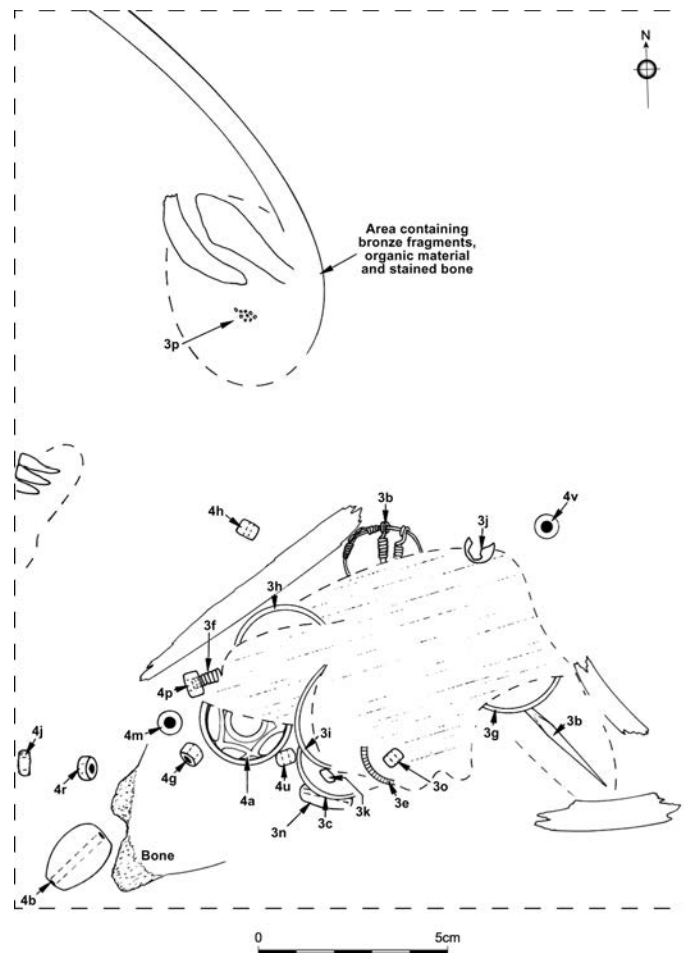 N
Area containing
bronze fragments,
organic material
and stained bone
3p
4h
3b
3j
4v
3h
3f
4p
4m
3i
3g
3b
4j
4r
4g
4a
4u
3o
3e
3k
3n
3c
Bone
4b
0
5cm